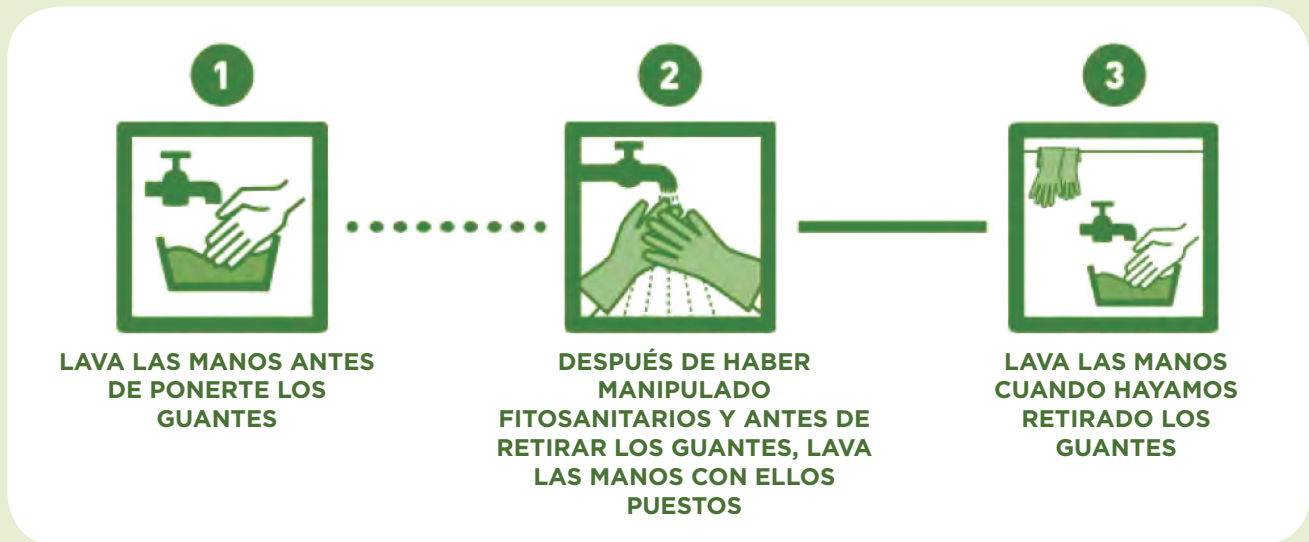 1
LAVA LAS MANOS ANTES
DE PONERTE LOS
GUANTES
2
DESPUÉS DE HABER
MANIPULADO
FITOSANITARIOS Y ANTES DE
RETIRAR LOS GUANTES, LAVA
LAS MANOS CON ELLOS
PUESTOS
3
LAVA LAS MANOS
CUANDO HAYAMOS
RETIRADO LOS
GUANTES